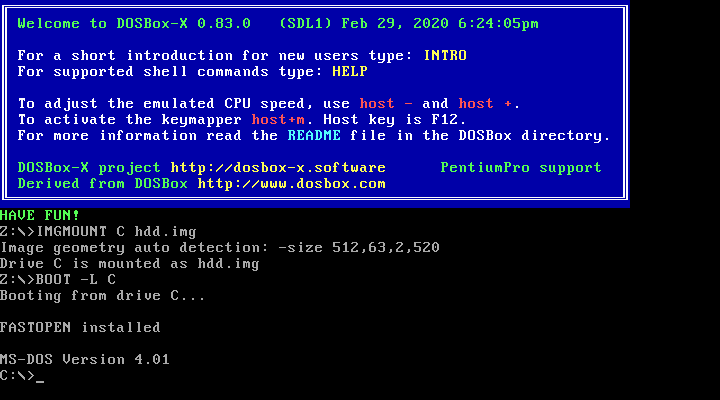 Welcome to DOSBox-X 0.83.0   (SDL1) Feb 29, 2020 6:24:05pm
For a short introduction for new users type: INTRO
For supported shell commands type: HELP
To adjust the emulated CPU speed, use host - and host +.
To activate the keymapper host+m. Host key is F12.
For more information read the README file in the DOSBox directory.
DOSBox-X project http://dosbox-x.software      PentiumPro support
Derived from DOSBox http://www.dosbox.com
HAVE FUN!
Z:\>IMGMOUNT C hdd.img
Image geometry auto detection: -size 512,63,2,520
Drive C is mounted as hdd.img
Z:\>BOOT -L C
Booting from drive C...
FASTOPEN installed
MS-DOS Version 4.01
C:\>_